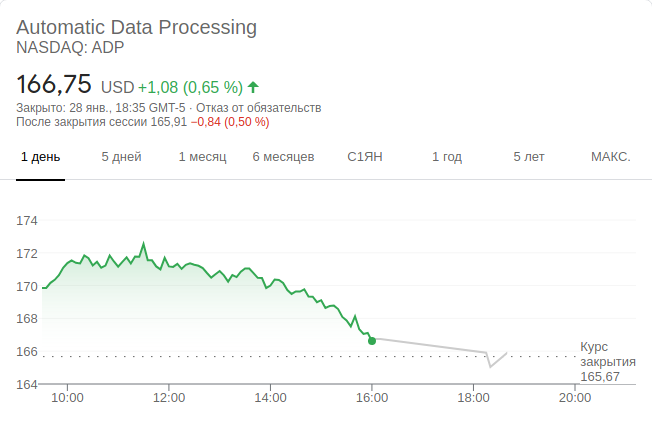 Automatic Data Processing
NASDAQ: ADP
166,75 USD +1,08 (0,65 %)
Закрыто: 28 янв., 18:35 GMT-5 · Отказ от обязательств
После закрытия сессии 165,91 −0,84 (0,50 %)
1 день 5 дней 1 месяц 6 месяцев С1ЯН 1 год 5 лет МАКС.
174
172
170
168
166
164
Курс
закрытия
165,67
10:00 12:00 14:00 16:00 18:00 20:00